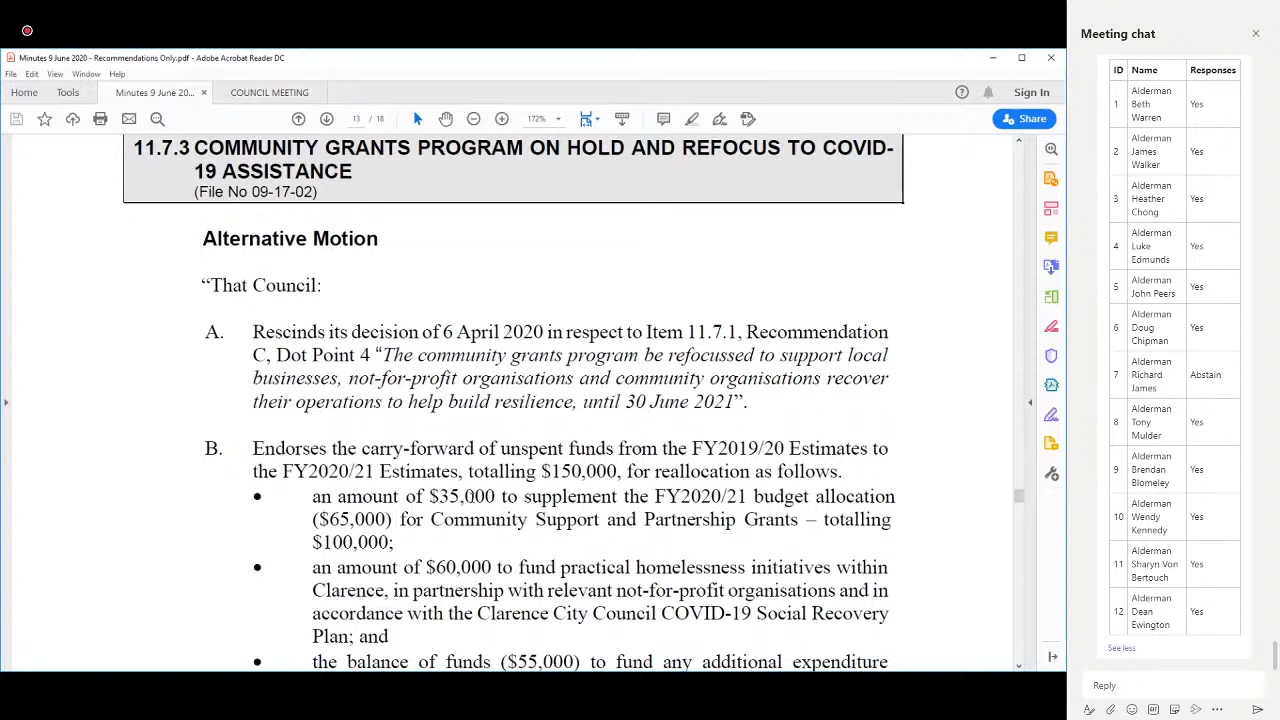 Meeting chat
Minutes 9 June 2020 - Recommendations Only.pdf - Adobe Acrobat Reader DC
File Edit View Window Help
Home Tools Minutes 9 June 20... × COUNCIL MEETING Sign In
13 / 18 172% Share
11.7.3 COMMUNITY GRANTS PROGRAM ON HOLD AND REFOCUS TO COVID-
19 ASSISTANCE
(File No 09-17-02)
Alternative Motion
“That Council:
A. Rescinds its decision of 6 April 2020 in respect to Item 11.7.1, Recommendation
C, Dot Point 4 “The community grants program be refocussed to support local
businesses, not-for-profit organisations and community organisations recover
their operations to help build resilience, until 30 June 2021”.
B. Endorses the carry-forward of unspent funds from the FY2019/20 Estimates to
the FY2020/21 Estimates, totalling $150,000, for reallocation as follows.
• an amount of $35,000 to supplement the FY2020/21 budget allocation
($65,000) for Community Support and Partnership Grants – totalling
$100,000;
• an amount of $60,000 to fund practical homelessness initiatives within
Clarence, in partnership with relevant not-for-profit organisations and in
accordance with the Clarence City Council COVID-19 Social Recovery
Plan; and
• the balance of funds ($55,000) to fund any additional expenditure
ID Name Responses
1 Alderman Yes
Beth
Warren
2 Alderman Yes
James
Walker
3 Alderman Yes
Heather
Chong
4 Alderman Yes
Luke
Edmunds
5 Alderman Yes
John Peers
6 Alderman Yes
Doug
Chipman
7 Alderman Abstain
Richard
James
8 Alderman Yes
Tony
Mulder
9 Alderman Yes
Brendan
Blomeley
10 Alderman Yes
Wendy
Kennedy
11 Alderman Yes
Sharyn Von
Bertouch
12 Alderman Yes
Dean
Ewington
See less
Reply